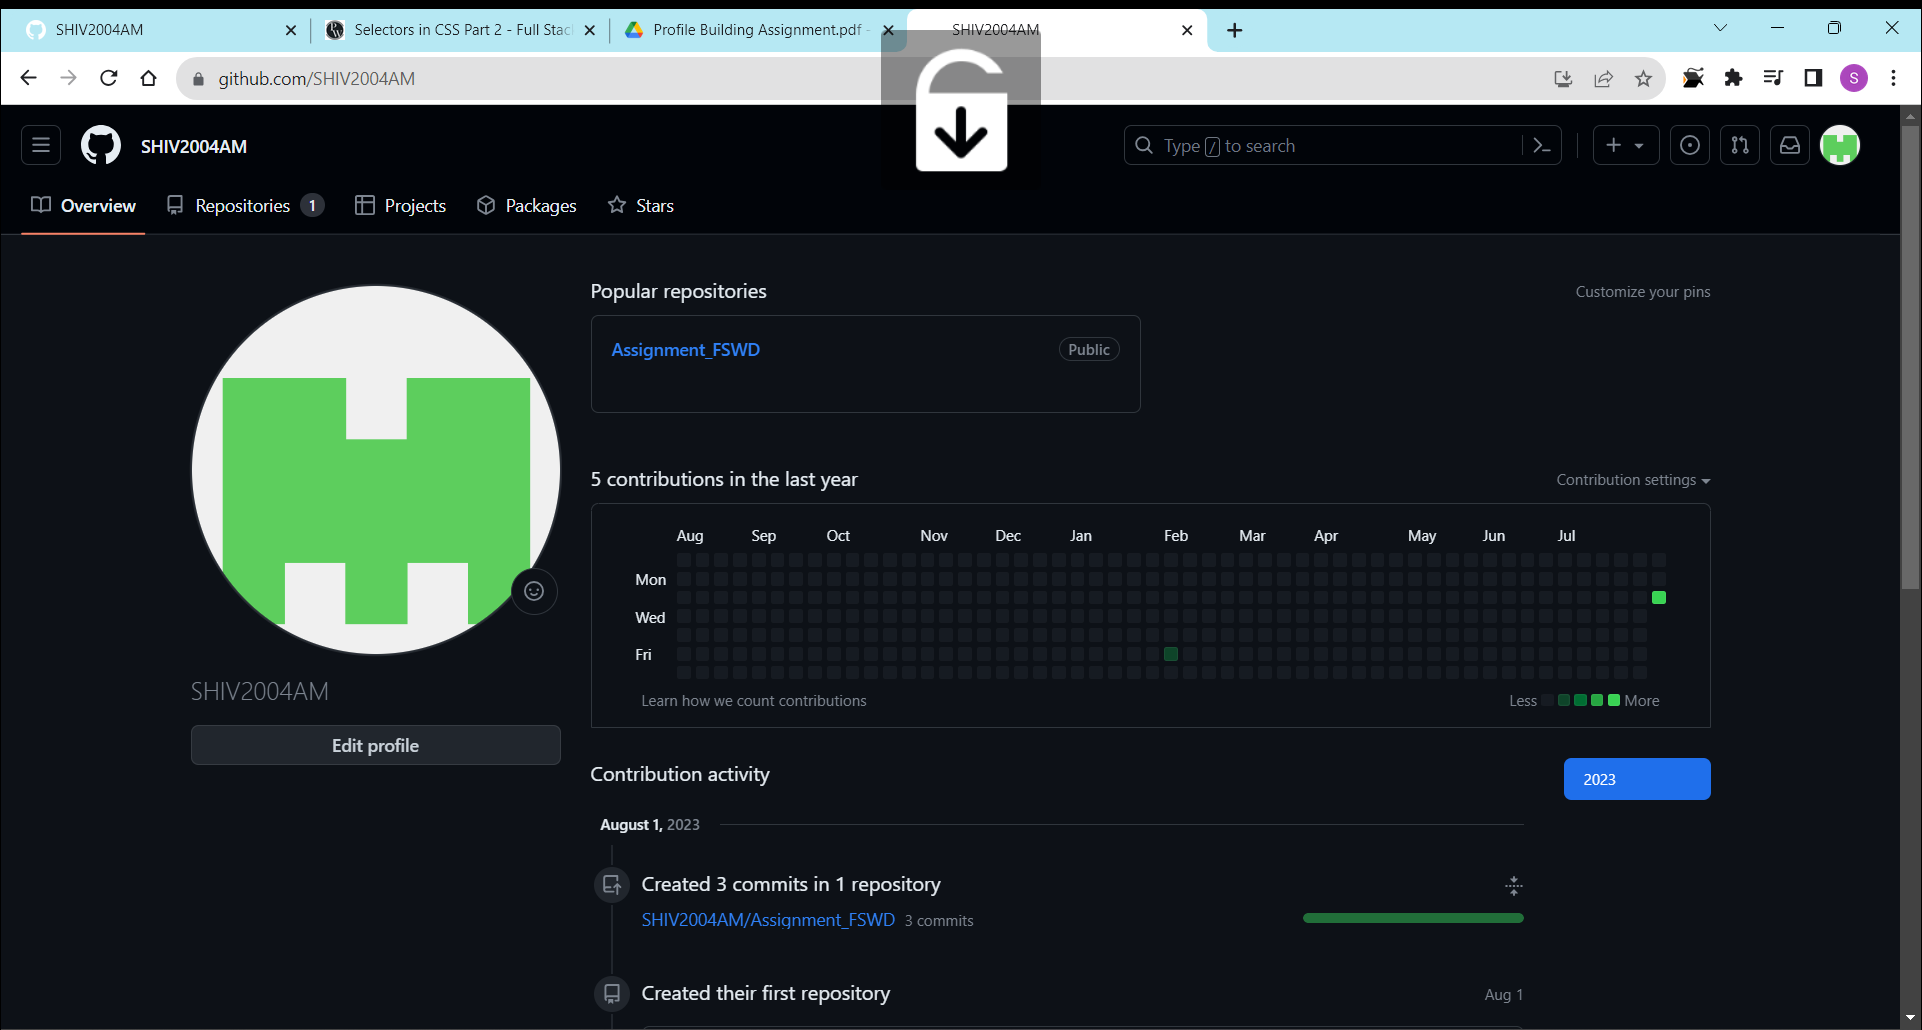 SHIV2004AM
Selectors in CSS Part 2 - Full Stac
Profile Building Assignment.pdf -
SHIV2004AM
github.com/SHIV2004AM
S
SHIV2004AM
Type / to search
Overview
Repositories 1
Projects
Packages
Stars
Popular repositories
Customize your pins
Assignment_FSWD
Public
5 contributions in the last year
Contribution settings
Aug Sep Oct Nov Dec Jan Feb Mar Apr May Jun Jul
Mon
Wed
Fri
Learn how we count contributions
Less More
SHIV2004AM
Edit profile
Contribution activity
2023
August 1, 2023
Created 3 commits in 1 repository
SHIV2004AM/Assignment_FSWD 3 commits
Created their first repository
Aug 1